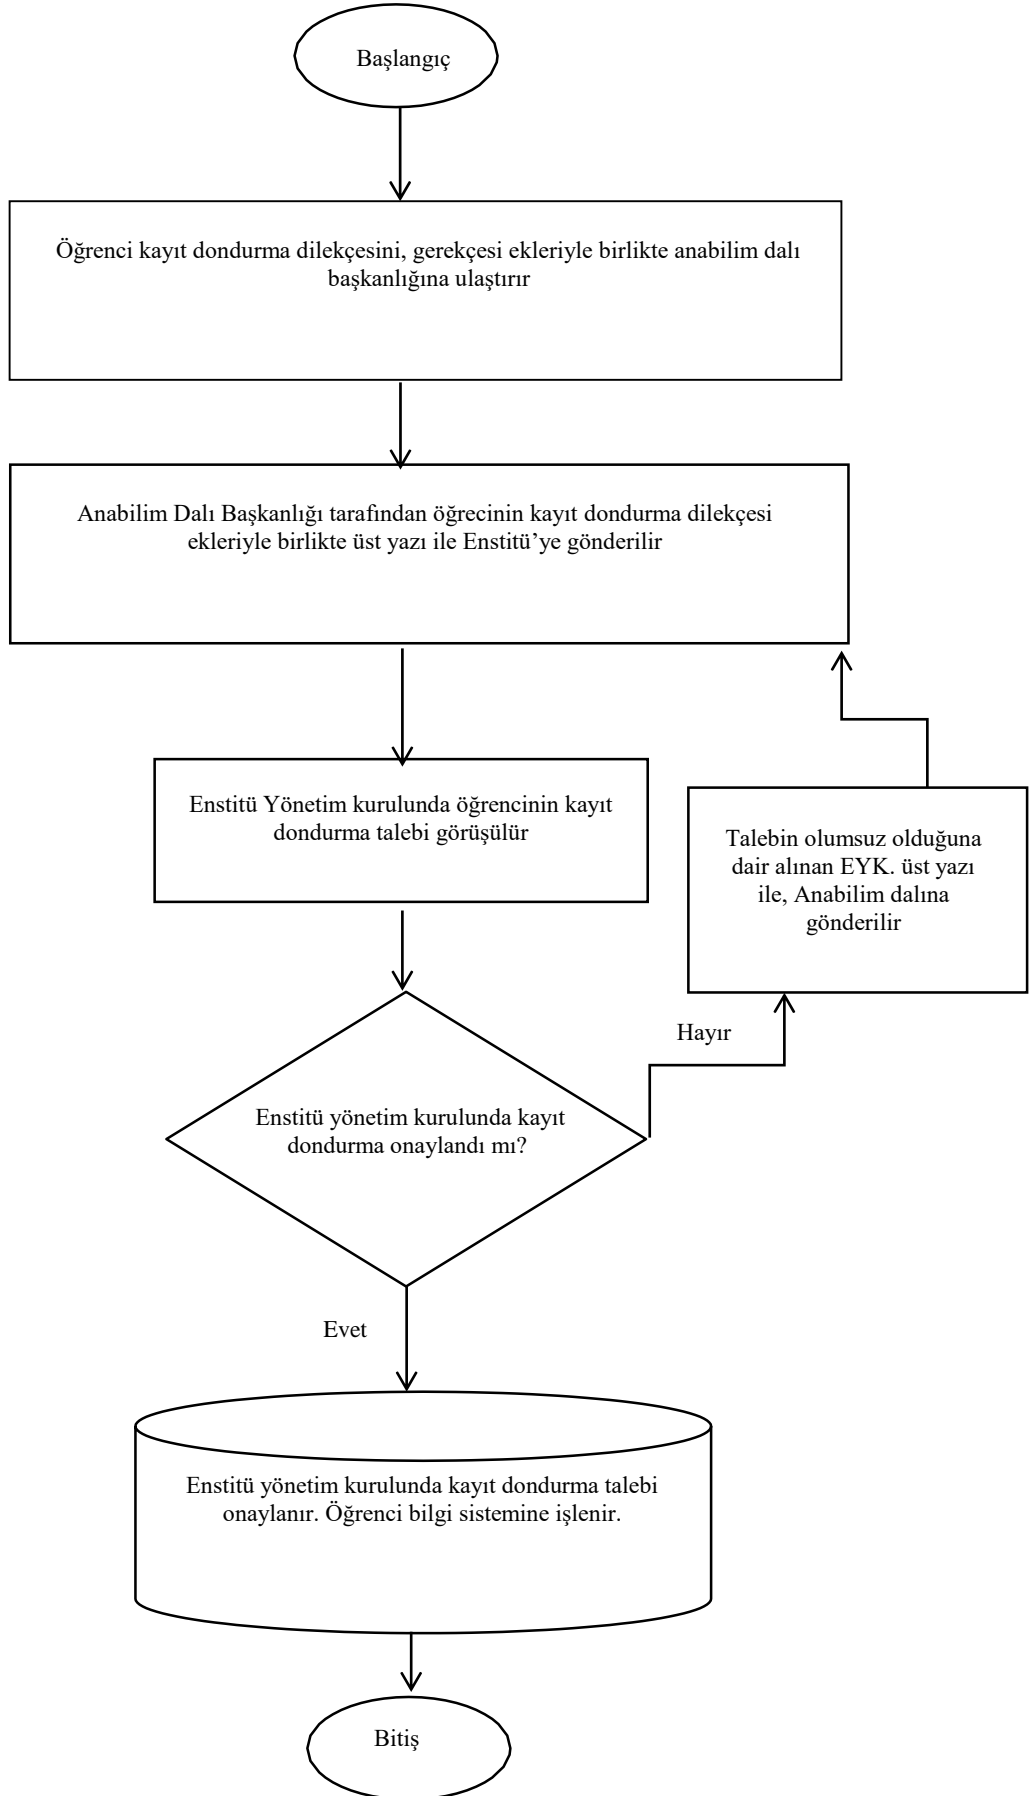 Başlangıç
Öğrenci kayıt dondurma dilekçesini, gerekçesi ekleriyle birlikte anabilim dalı
başkanlığına ulaştırır
Anabilim Dalı Başkanlığı tarafından öğrecinin kayıt dondurma dilekçesi
ekleriyle birlikte üst yazı ile Enstitü’ye gönderilir
Enstitü Yönetim kurulunda öğrencinin kayıt
dondurma talebi görüşülür
Talebin olumsuz olduğuna
dair alınan EYK. üst yazı
ile, Anabilim dalına
gönderilir
Hayır
Enstitü yönetim kurulunda kayıt
dondurma onaylandı mı?
Evet
Enstitü yönetim kurulunda kayıt dondurma talebi
onaylanır. Öğrenci bilgi sistemine işlenir.
Bitiş